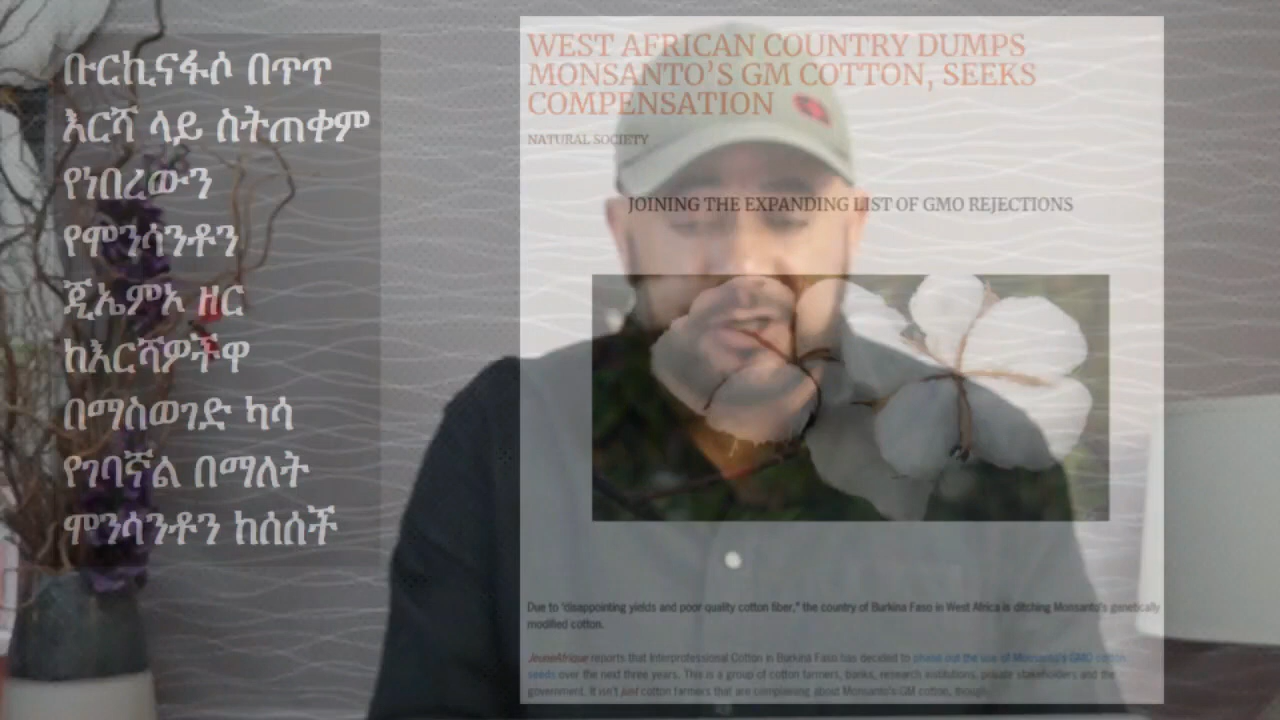 ቡርኪናፋሶ በጥጥ
እርሻ ላይ ስትጠቀም
የነበረውን
የሞንሳንቶን
ጂኤምኦ ዘር
ከእርሻዎችዋ
በማስወገድ ካሳ
የገባኛል በማለት
ሞንሳንቶን ከሰሰች
WEST AFRICAN COUNTRY DUMPS
MONSANTO'S GM COTTON, SEEKS
COMPENSATION
NATURAL SOCIETY
JOINING THE EXPANDING LIST OF GMO REJECTIONS
Due to "disappointing yields and poor quality cotton fiber," the country of Burkina Faso in West Africa is ditching Monsanto's genetically
modified cotton.
JeuneAfrique reports that Interprofessional Cotton in Burkina Faso has decided to phase out the use of Monsanto's GMO cotton
seeds over the next three years. This is a group of cotton farmers, banks, research institutions, private stakeholders and the
government. It isn't just cotton farmers that are complaining about Monsanto's GM cotton, though.